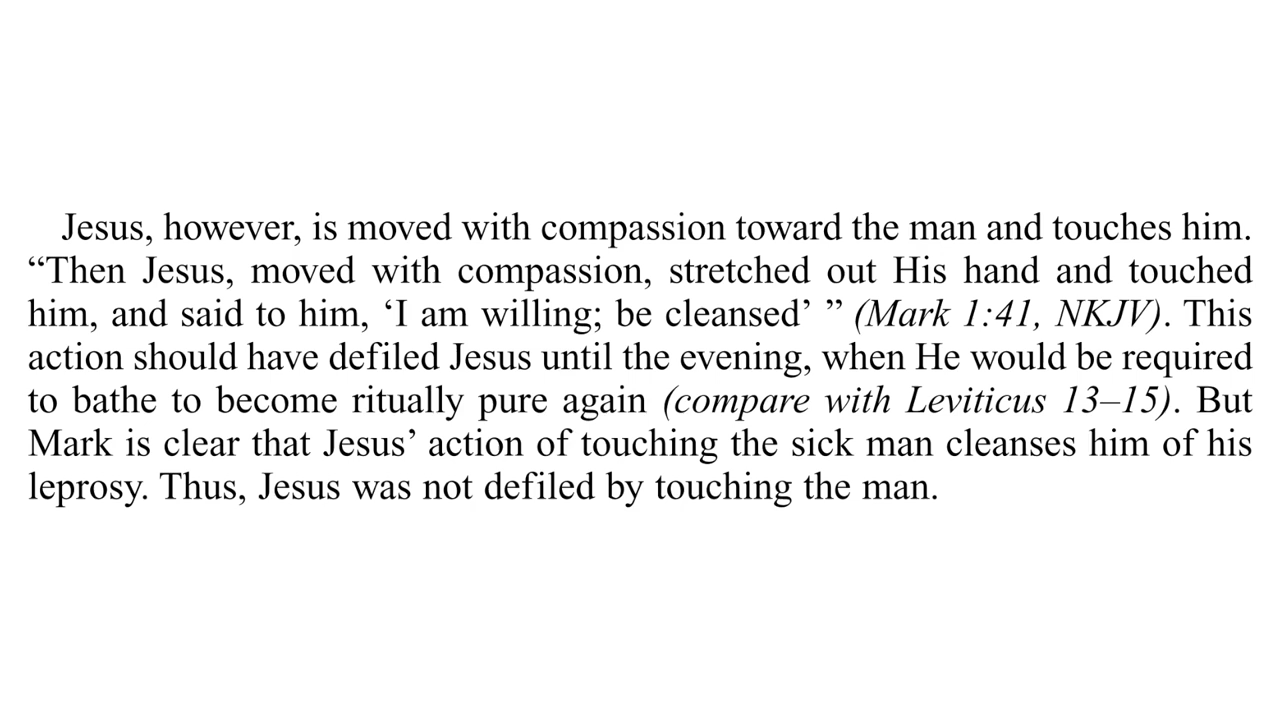 Jesus, however, is moved with compassion toward the man and touches him.
“Then Jesus, moved with compassion, stretched out His hand and touched
him, and said to him, ‘I am willing; be cleansed’ ” (Mark 1:41, NKJV). This
action should have defiled Jesus until the evening, when He would be required
to bathe to become ritually pure again (compare with Leviticus 13–15). But
Mark is clear that Jesus’ action of touching the sick man cleanses him of his
leprosy. Thus, Jesus was not defiled by touching the man.